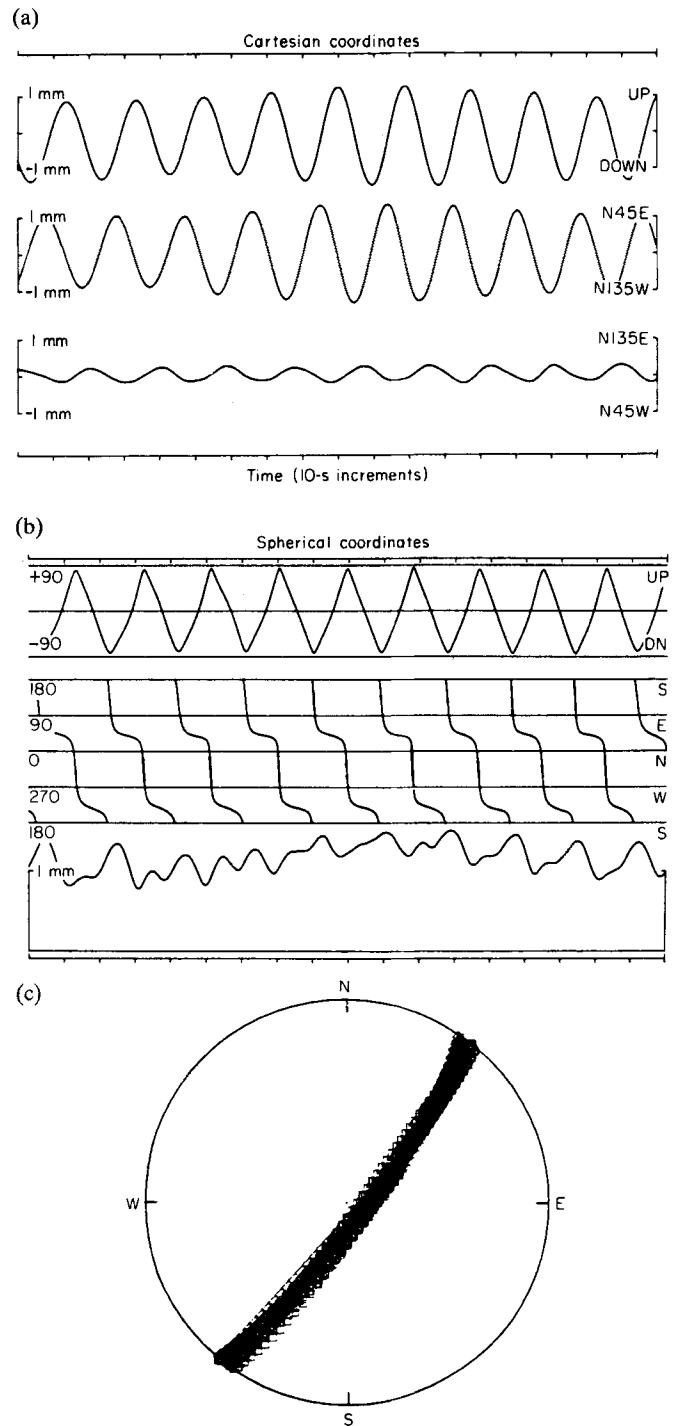 (a)
Cartesian coordinates
1 mm UP
-1 mm DOWN
1 mm N45E
-1 mm N135W
1 mm N135E
-1 mm N45W
Time (10-s increments)
(b)
Spherical coordinates
+90 UP
-90 DN
180 S
90 E
0 N
270 W
180 S
1 mm
(c)
N
W E
S